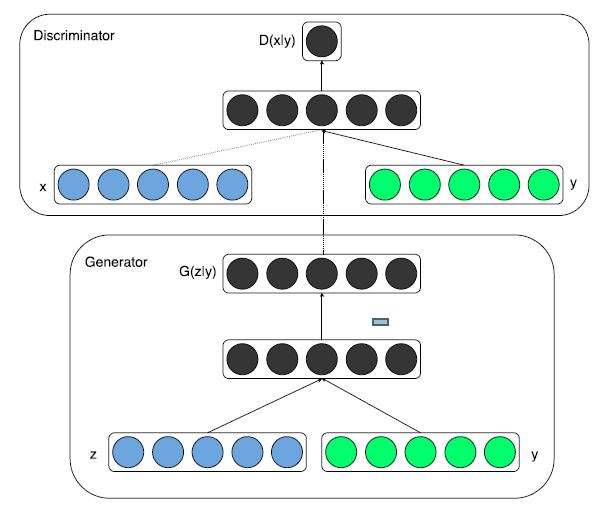 Discriminator
D(x|y)
x
y
Generator
G(z|y)
z
y